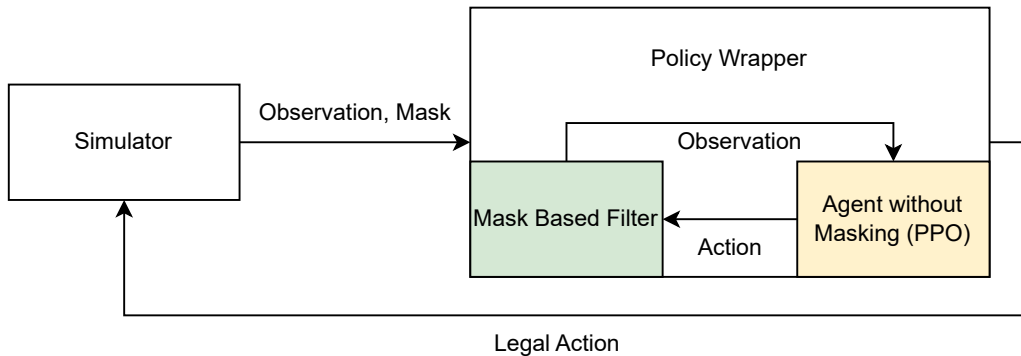 Policy Wrapper
Simulator
Observation, Mask
Observation
Mask Based Filter
Agent without
Masking (PPO)
Action
Legal Action